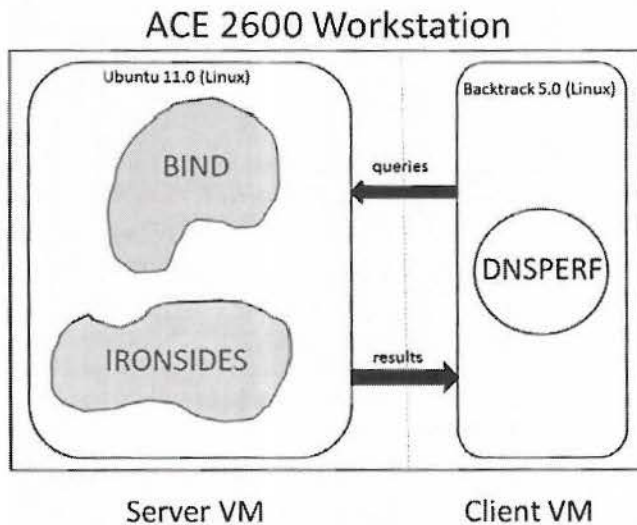 ACE 2600 Workstation
Ubuntu 11.0 (Linux)
Backtrack 5.0 (Linux)
BIND
queries
DNSPERF
IRONSIDES
results
Server VM
Client VM